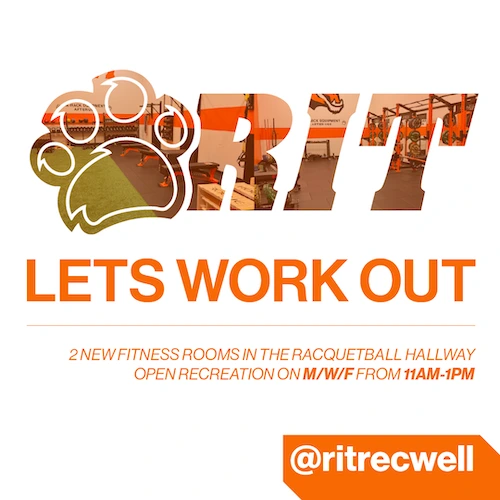 RIT
LETS WORK OUT
2 NEW FITNESS ROOMS IN THE RACQUETBALL HALLWAY
OPEN RECREATION ON M/W/F FROM 11AM-1PM
@ritrecwell